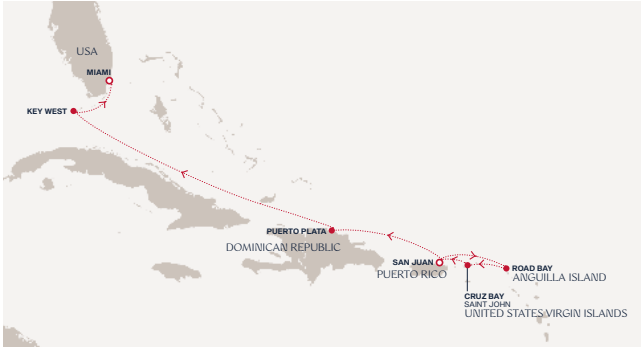 USA
MIAMI
KEY WEST
PUERTO PLATA
DOMINICAN REPUBLIC
SAN JUAN
PUERTO RICO
ROAD BAY
ANGUILLA ISLAND
CRUZ BAY
SAINT JOHN
UNITED STATES VIRGIN ISLANDS